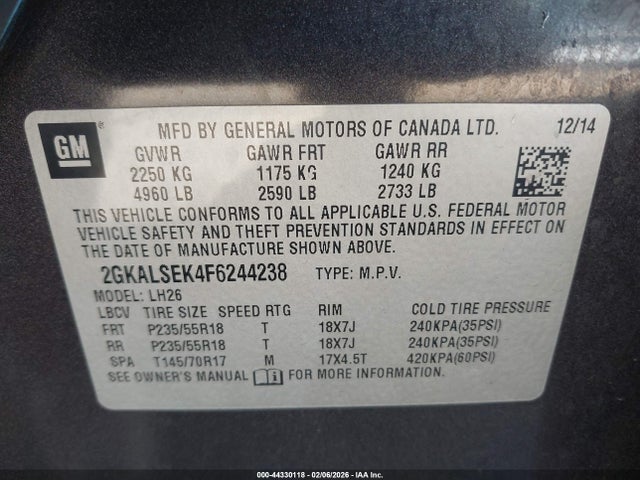 GM ®
MFD BY GENERAL MOTORS OF CANADA LTD. 12/14
GVWR GAWR FRT GAWR RR
2250 KG 1175 KG 1240 KG
4960 LB 2590 LB 2733 LB
THIS VEHICLE CONFORMS TO ALL APPLICABLE U.S. FEDERAL MOTOR
VEHICLE SAFETY AND THEFT PREVENTION STANDARDS IN EFFECT ON
THE DATE OF MANUFACTURE SHOWN ABOVE.
2GKALSEK4F6244238 TYPE: M.P.V.
MODEL: LH26
LBCV TIRE SIZE SPEED RTG RIM COLD TIRE PRESSURE
FRT P235/55R18 T 18X7J 240KPA(35PSI)
RR P235/55R18 T 18X7J 240KPA(35PSI)
SPA T145/70R17 M 17X4.5T 420KPA(60PSI)
SEE OWNER'S MANUAL i FOR MORE INFORMATION.
000-44330118 - 02/06/2026 - IAA Inc.